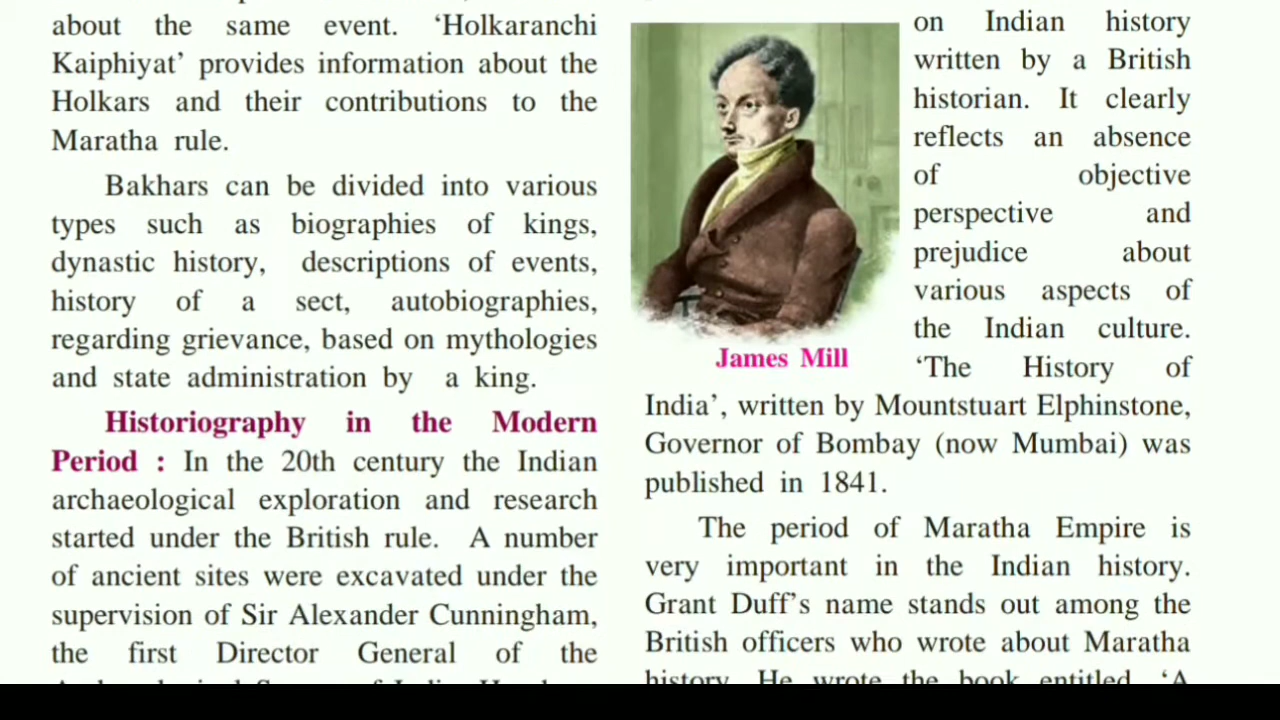 about the same event. ‘Holkaranchi
Kaiphiyat’ provides information about the
Holkars and their contributions to the
Maratha rule.
Bakhars can be divided into various
types such as biographies of kings,
dynastic history, descriptions of events,
history of a sect, autobiographies,
regarding grievance, based on mythologies
and state administration by a king.
Historiography in the Modern
Period : In the 20th century the Indian
archaeological exploration and research
started under the British rule. A number
of ancient sites were excavated under the
supervision of Sir Alexander Cunningham,
the first Director General of the
on Indian history
written by a British
historian. It clearly
reflects an absence
of objective
perspective and
prejudice about
various aspects of
the Indian culture.
‘The History of
James Mill
India’, written by Mountstuart Elphinstone,
Governor of Bombay (now Mumbai) was
published in 1841.
The period of Maratha Empire is
very important in the Indian history.
Grant Duff’s name stands out among the
British officers who wrote about Maratha
history. He wrote the book entitled ‘A